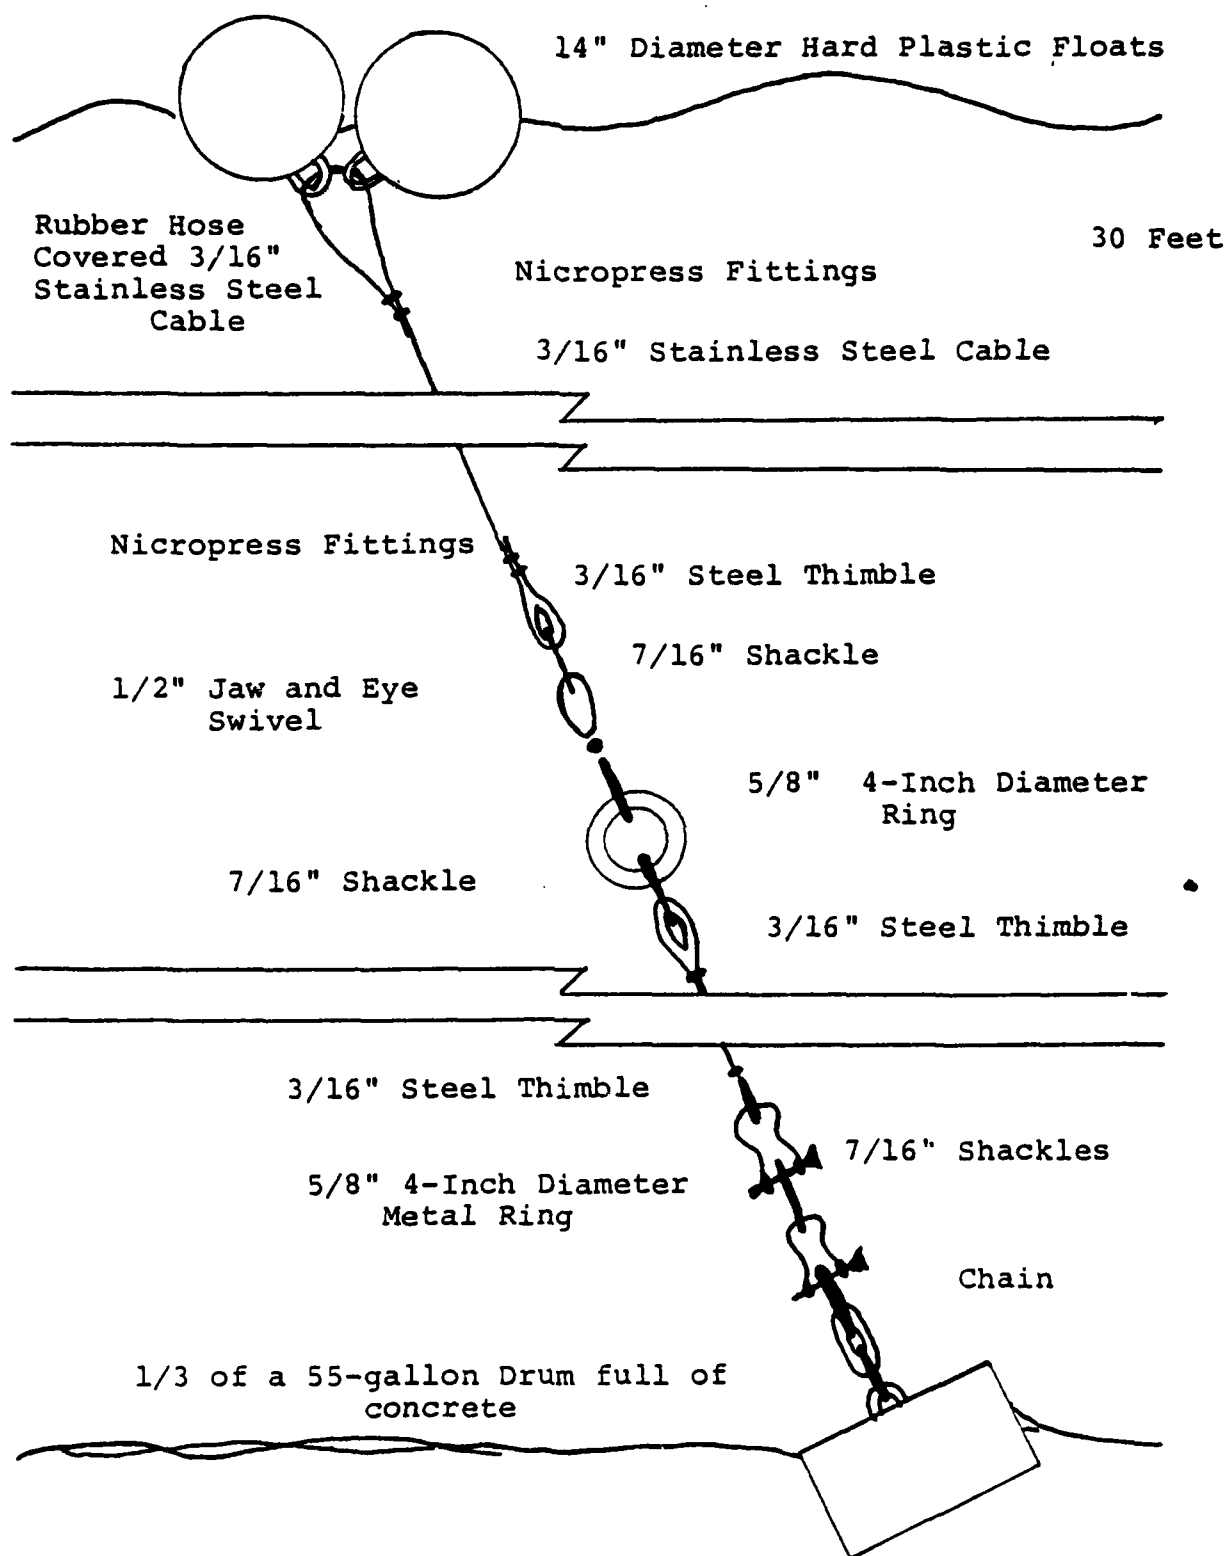 14" Diameter Hard Plastic Floats
Rubber Hose
Covered 3/16"
Stainless Steel
Cable
30 Feet
Nicropress Fittings
3/16" Stainless Steel Cable
Nicropress Fittings
3/16" Steel Thimble
7/16" Shackle
1/2" Jaw and Eye
Swivel
5/8" 4-Inch Diameter
Ring
7/16" Shackle
3/16" Steel Thimble
3/16" Steel Thimble
7/16" Shackles
5/8" 4-Inch Diameter
Metal Ring
Chain
1/3 of a 55-gallon Drum full of
concrete